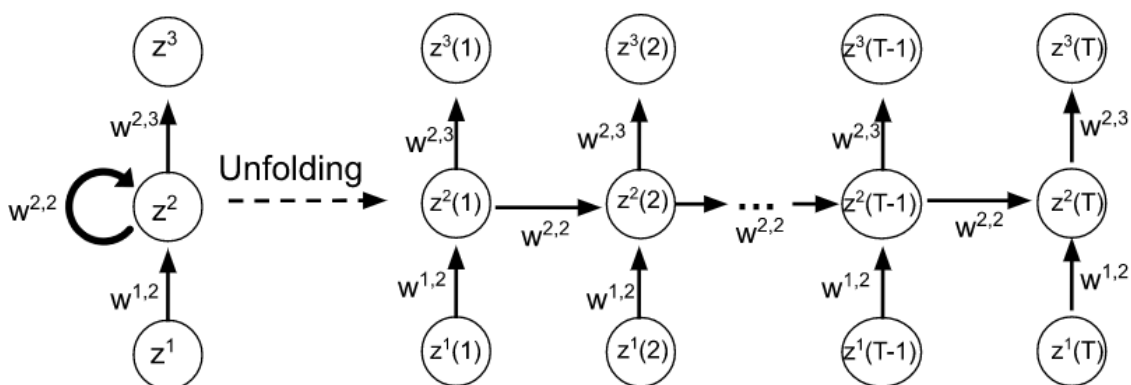 z³ z³(1) z³(2) z³(T-1) z³(T)
w²,³ w²,³ w²,³ w²,³ w²,³
Unfolding
w²,² z² z²(1) z²(2) ... z²(T-1) z²(T)
w²,² w²,² w²,²
w¹,² w¹,² w¹,² w¹,² w¹,²
z¹ z¹(1) z¹(2) z¹(T-1) z¹(T)